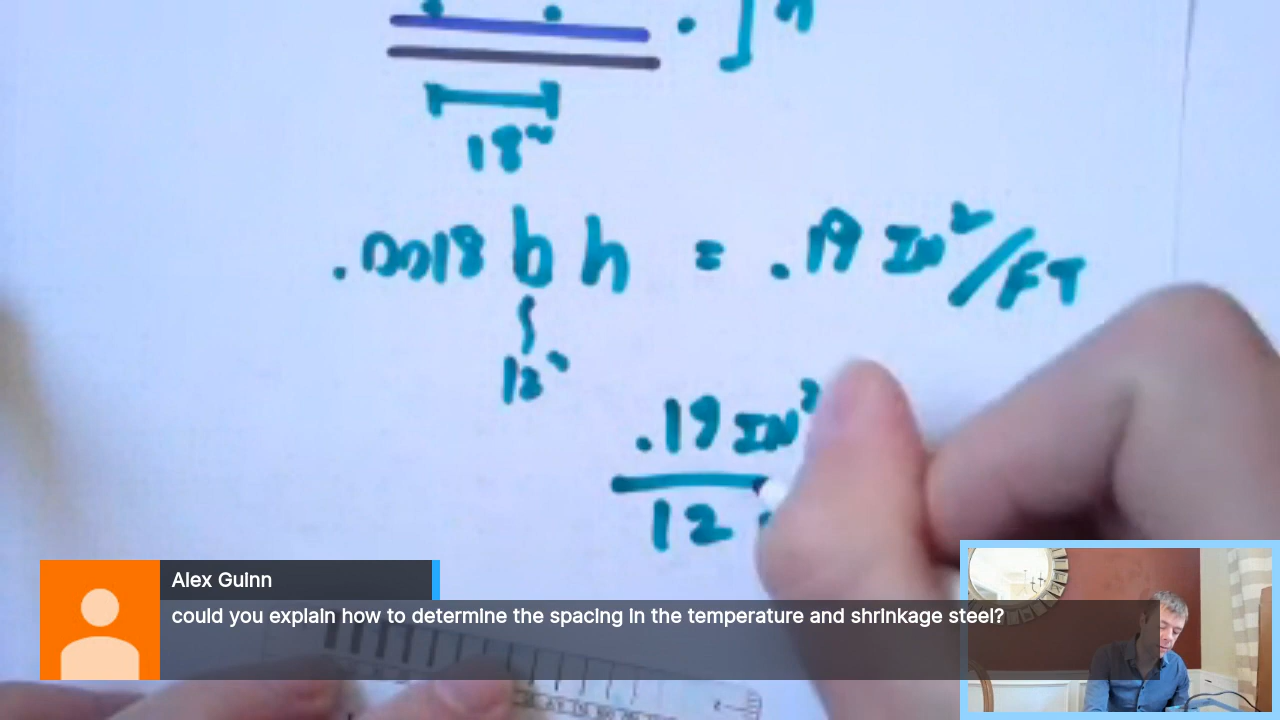 h
18"
.0018 b h = .19 IN²/FT
12"
.19 IN²
12
Alex Guinn
could you explain how to determine the spacing in the temperature and shrinkage steel?